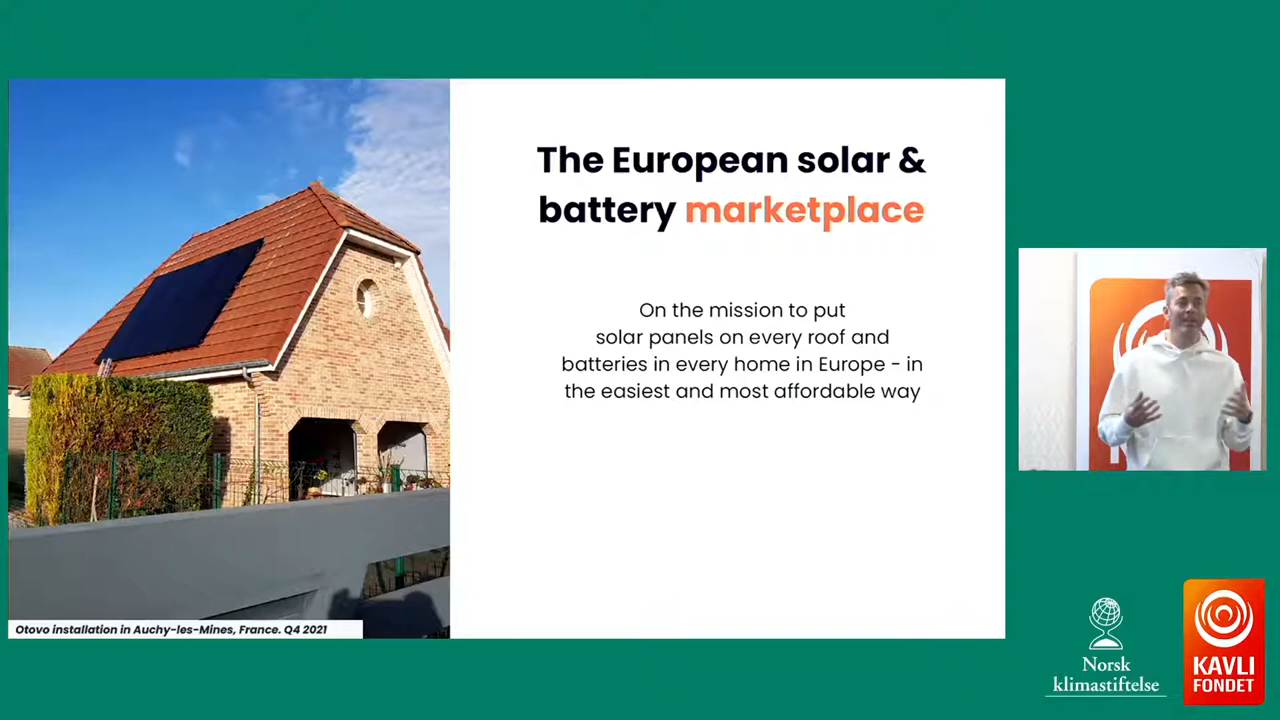 The European solar &
battery marketplace
On the mission to put
solar panels on every roof and
batteries in every home in Europe - in
the easiest and most affordable way
Otovo installation in Auchy-les-Mines, France. Q4 2021
Norsk
klimastiftelse
KAVLI
FONDET